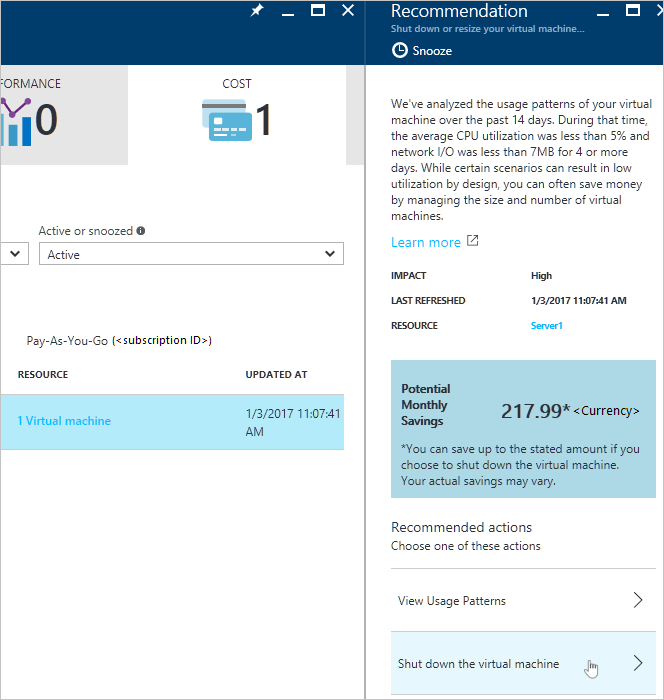 FORMANCE
0
COST
1
Active or snoozed
Active
Pay-As-You-Go (<subscription ID>)
RESOURCE UPDATED AT
1 Virtual machine 1/3/2017 11:07:41
AM
Recommendation
Shut down or resize your virtual machine...
Snooze
We've analyzed the usage patterns of your virtual
machine over the past 14 days. During that time,
the average CPU utilization was less than 5% and
network I/O was less than 7MB for 4 or more
days. While certain scenarios can result in low
utilization by design, you can often save money
by managing the size and number of virtual
machines.
Learn more
IMPACT High
LAST REFRESHED 1/3/2017 11:07:41 AM
RESOURCE Server1
Potential
Monthly
Savings
217.99* <Currency>
*You can save up to the stated amount if you
choose to shut down the virtual machine.
Your actual savings may vary.
Recommended actions
Choose one of these actions
View Usage Patterns
Shut down the virtual machine